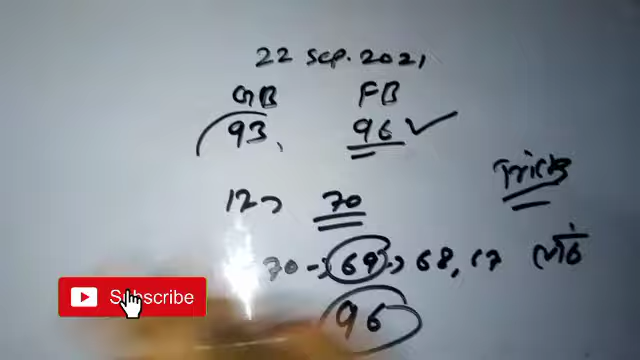 22 Sep. 2021
GB FB
93, 96 ✓
Tricks
12 70
70 → 69 → 68, 67
96
Subscribe